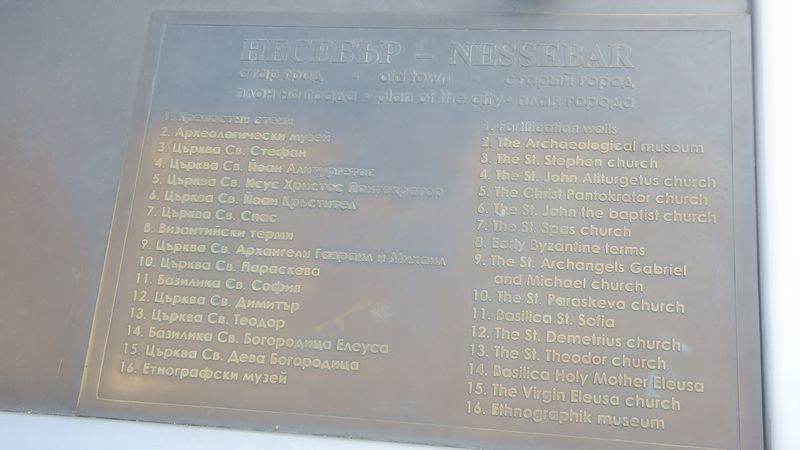 НЕСЕБЪР - NESSEBAR
стар град • old town • старый город
план на града • plan of the city • план города
1. Крепостни стени
2. Археологически музей
3. Църква Св. Стефан
4. Църква Св. Йоан Алитургетос
5. Църква Св. Исус Христос Пантократор
6. Църква Св. Йоан Кръстител
7. Църква Св. Спас
8. Византийски терми
9. Църква Св. Архангели Гавраил и Михаил
10. Църква Св. Параскева
11. Базилика Св. София
12. Църква Св. Димитър
13. Църква Св. Теодор
14. Базилика Св. Богородица Елеуса
15. Църква Св. Дева Богородица
16. Етнографски музей
1. Fortification walls
2. The Archaeological museum
3. The St. Stephen church
4. The St. John Aliturgetus church
5. The Christ Pantokrator church
6. The St. John the baptist church
7. The St. Spas church
8. Early Byzantine terms
9. The St. Archangels Gabriel
and Michael church
10. The St. Paraskeva church
11. Basilica St. Sofia
12. The St. Demetrius church
13. The St. Theodor church
14. Basilica Holy Mother Eleusa
15. The Virgin Eleusa church
16. Ethnographik museum